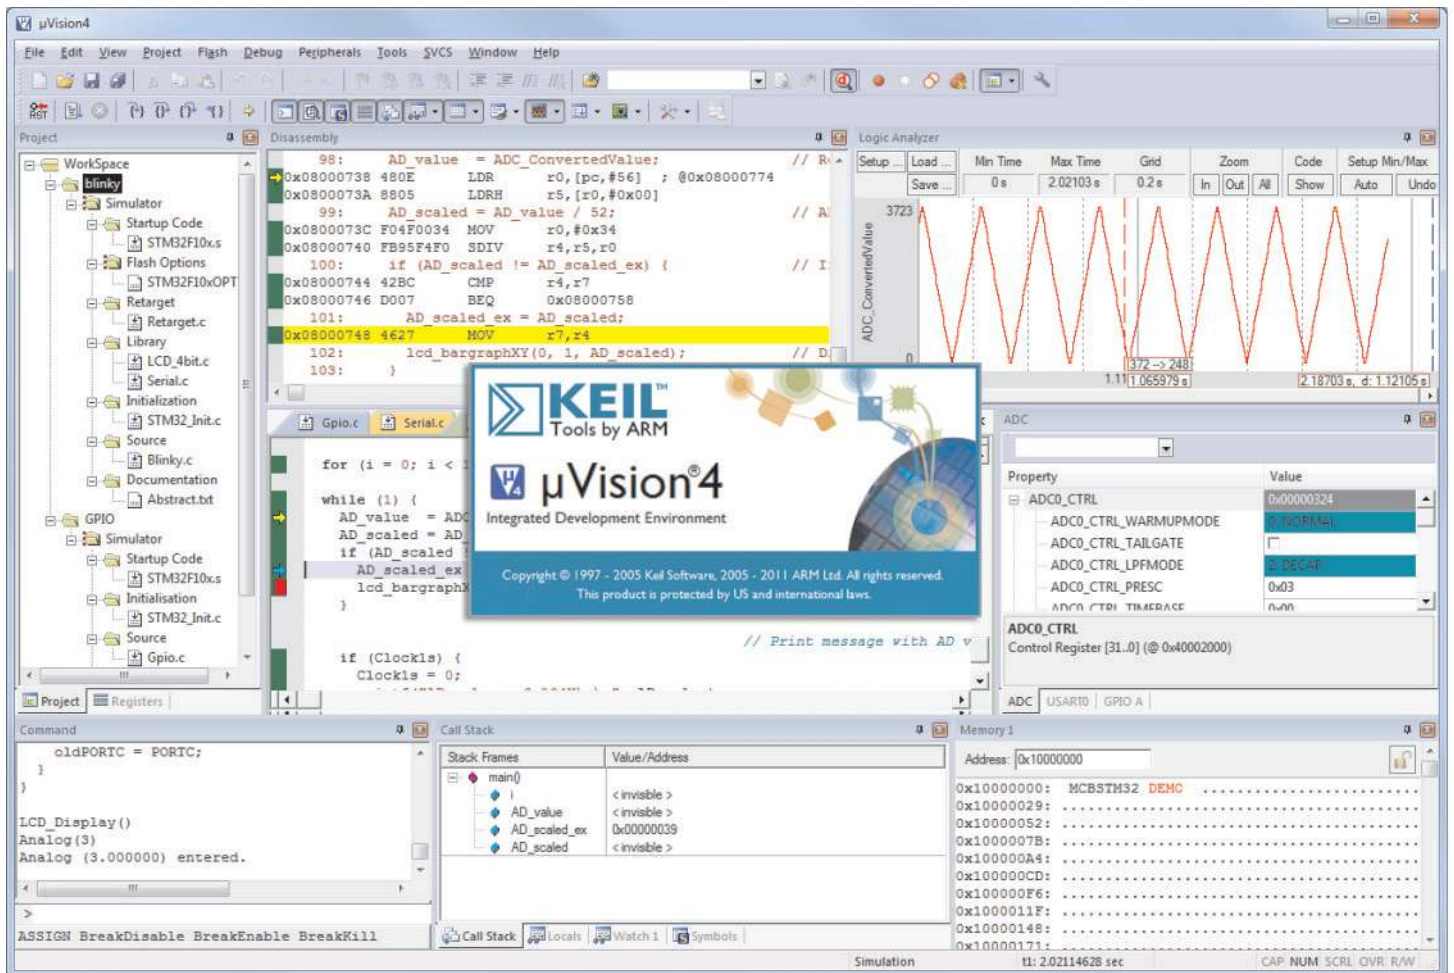 µVision4
File Edit View Project Flash Debug Peripherals Tools SVCS Window Help
RST
Project
WorkSpace
blinky
Simulator
Startup Code
STM32F10x.s
Flash Options
STM32F10xOPT
Retarget
Retarget.c
Library
LCD_4bit.c
Serial.c
Initialization
STM32_Init.c
Source
Blinky.c
Documentation
Abstract.txt
GPIO
Simulator
Startup Code
STM32F10x.s
Initialisation
STM32_Init.c
Source
Gpio.c
Project Registers
Disassembly
98: AD_value = ADC_ConvertedValue; // R
0x08000738 480E LDR r0,[pc,#56] ; @0x08000774
0x0800073A 8805 LDRH r5,[r0,#0x00]
99: AD_scaled = AD_value / 52; // A
0x0800073C F04F0034 MOV r0,#0x34
0x08000740 FB95F4F0 SDIV r4,r5,r0
100: if (AD_scaled != AD_scaled_ex) { // I
0x08000744 42BC CMP r4,r7
0x08000746 D007 BEQ 0x08000758
101: AD_scaled_ex = AD_scaled;
0x08000748 4627 MOV r7,r4
102: lcd_bargraphXY(0, 1, AD_scaled); // D
103: }
Logic Analyzer
Setup ... Load ... Min Time Max Time Grid Zoom Code Setup Min/Max
Save ... 0 s 2.02103 s 0.2 s In Out All Show Auto Undo
3723
ADC_ConvertedValue
0
372 --> 248
1.11 1.065979 s 2.18703 s, d: 1.12105 s
Gpio.c Serial.c
for (i = 0; i < 
while (1) {
AD_value = ADC
AD_scaled = AD_
if (AD_scaled !
AD_scaled_ex
lcd_bargraphX
}
// Print message with AD v
if (Clock1s) {
Clock1s = 0;
KEIL™
Tools by ARM
µVision®4
Integrated Development Environment
Copyright © 1997 - 2005 Keil Software, 2005 - 2011 ARM Ltd. All rights reserved.
This product is protected by US and international laws.
ADC
Property Value
ADC0_CTRL 0x00000324
ADC0_CTRL_WARMUPMODE 0: NORMAL
ADC0_CTRL_TAILGATE
ADC0_CTRL_LPFMODE 2: DECAP
ADC0_CTRL_PRESC 0x03
ADC0_CTRL_TIMEBASE 0x00
ADC0_CTRL
Control Register [31..0] (@ 0x40002000)
ADC USART0 GPIO A
Command
oldPORTC = PORTC;
}
}
LCD_Display()
Analog(3)
Analog (3.000000) entered.
>
ASSIGN BreakDisable BreakEnable BreakKill
Call Stack
Stack Frames Value/Address
main()
i <invisible>
AD_value <invisible>
AD_scaled_ex 0x00000039
AD_scaled <invisible>
Call Stack Locals Watch 1 Symbols
Memory 1
Address: 0x10000000
0x10000000: MCBSTM32 DEMO ........................
0x10000029: .........................................
0x10000052: .........................................
0x1000007B: .........................................
0x100000A4: .........................................
0x100000CD: .........................................
0x100000F6: .........................................
0x1000011F: .........................................
0x10000148: .........................................
0x10000171: .........................................
Simulation t1: 2.02114628 sec CAP NUM SCRL OVR R/W